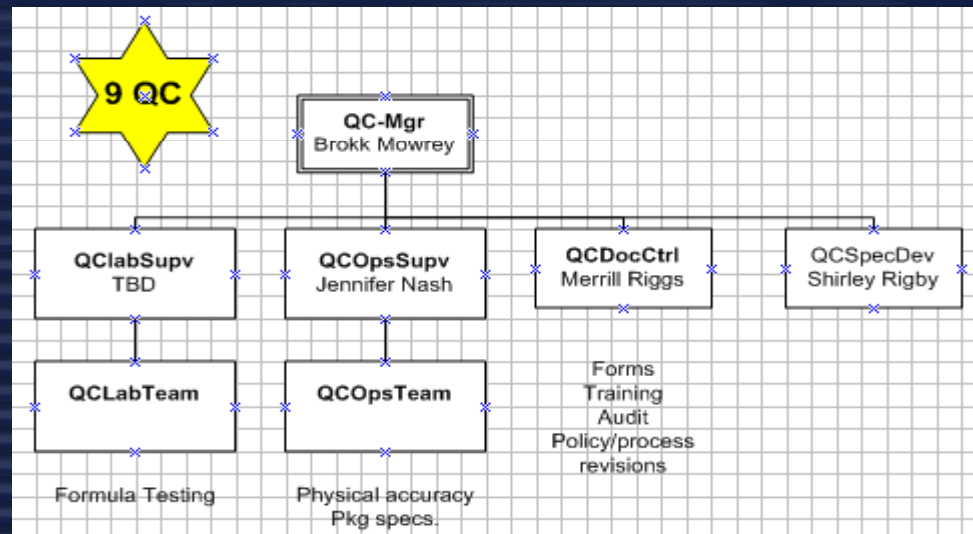 9 QC
QC-Mgr
Brokk Mowrey
QClabSupv
TBD
QCOpsSupv
Jennifer Nash
QCDocCtrl
Merrill Riggs
QCSpecDev
Shirley Rigby
QCLabTeam
QCOpsTeam
Forms
Training
Audit
Policy/process
revisions
Formula Testing
Physical accuracy
Pkg specs.